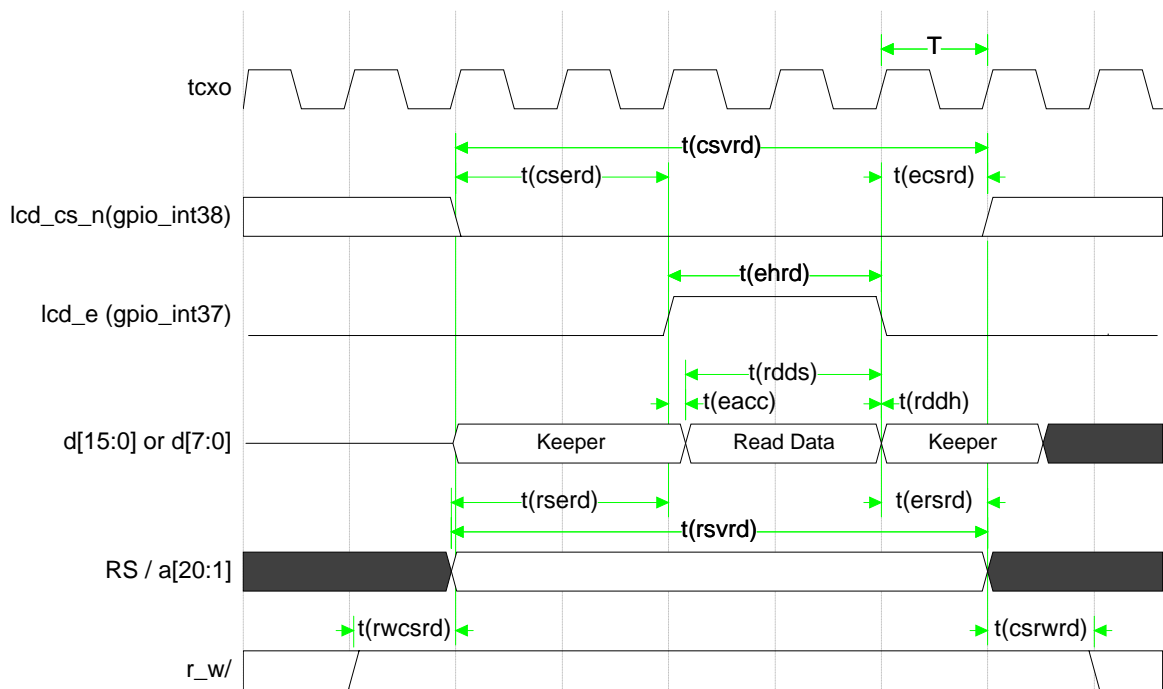 T
tcxo
t(csvrd)
t(cserd)
t(ecsrd)
lcd_cs_n(gpio_int38)
t(ehrd)
lcd_e (gpio_int37)
t(rdds)
t(eacc)
t(rddh)
d[15:0] or d[7:0]
Keeper
Read Data
Keeper
t(rserd)
t(ersrd)
t(rsvrd)
RS / a[20:1]
t(rwcsrd)
t(csrwrd)
r_w/